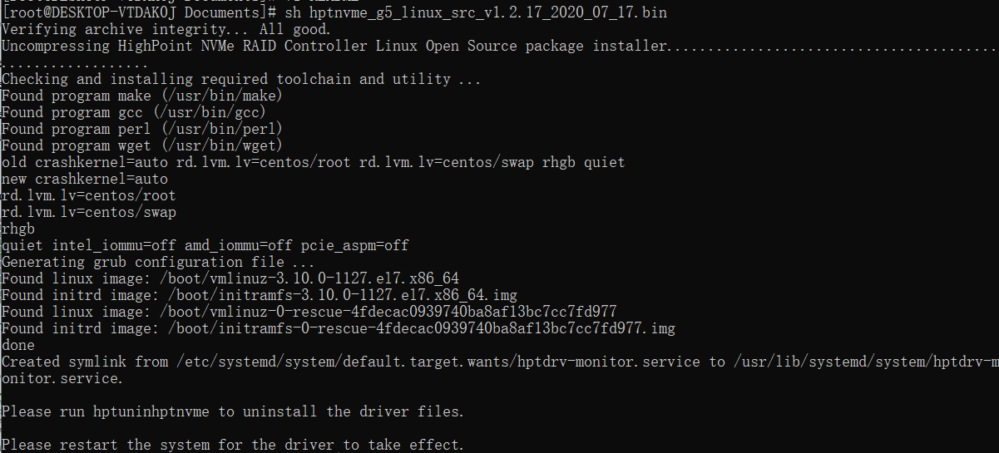 [root@DESKTOP-VTDAK0J Documents]# sh hptnvme_g5_linux_src_v1.2.17_2020_07_17.bin
Verifying archive integrity... All good.
Uncompressing HighPoint NVMe RAID Controller Linux Open Source package installer........................................
..................
Checking and installing required toolchain and utility ...
Found program make (/usr/bin/make)
Found program gcc (/usr/bin/gcc)
Found program perl (/usr/bin/perl)
Found program wget (/usr/bin/wget)
old crashkernel=auto rd.lvm.lv=centos/root rd.lvm.lv=centos/swap rhgb quiet
new crashkernel=auto
rd.lvm.lv=centos/root
rd.lvm.lv=centos/swap
rhgb
quiet intel_iommu=off amd_iommu=off pcie_aspm=off
Generating grub configuration file ...
Found linux image: /boot/vmlinuz-3.10.0-1127.el7.x86_64
Found initrd image: /boot/initramfs-3.10.0-1127.el7.x86_64.img
Found linux image: /boot/vmlinuz-0-rescue-4fdecac0939740ba8af13bc7cc7fd977
Found initrd image: /boot/initramfs-0-rescue-4fdecac0939740ba8af13bc7cc7fd977.img
done
Created symlink from /etc/systemd/system/default.target.wants/hptdrv-monitor.service to /usr/lib/systemd/system/hptdrv-m
onitor.service.
Please run hptuninhptnvme to uninstall the driver files.
Please restart the system for the driver to take effect.